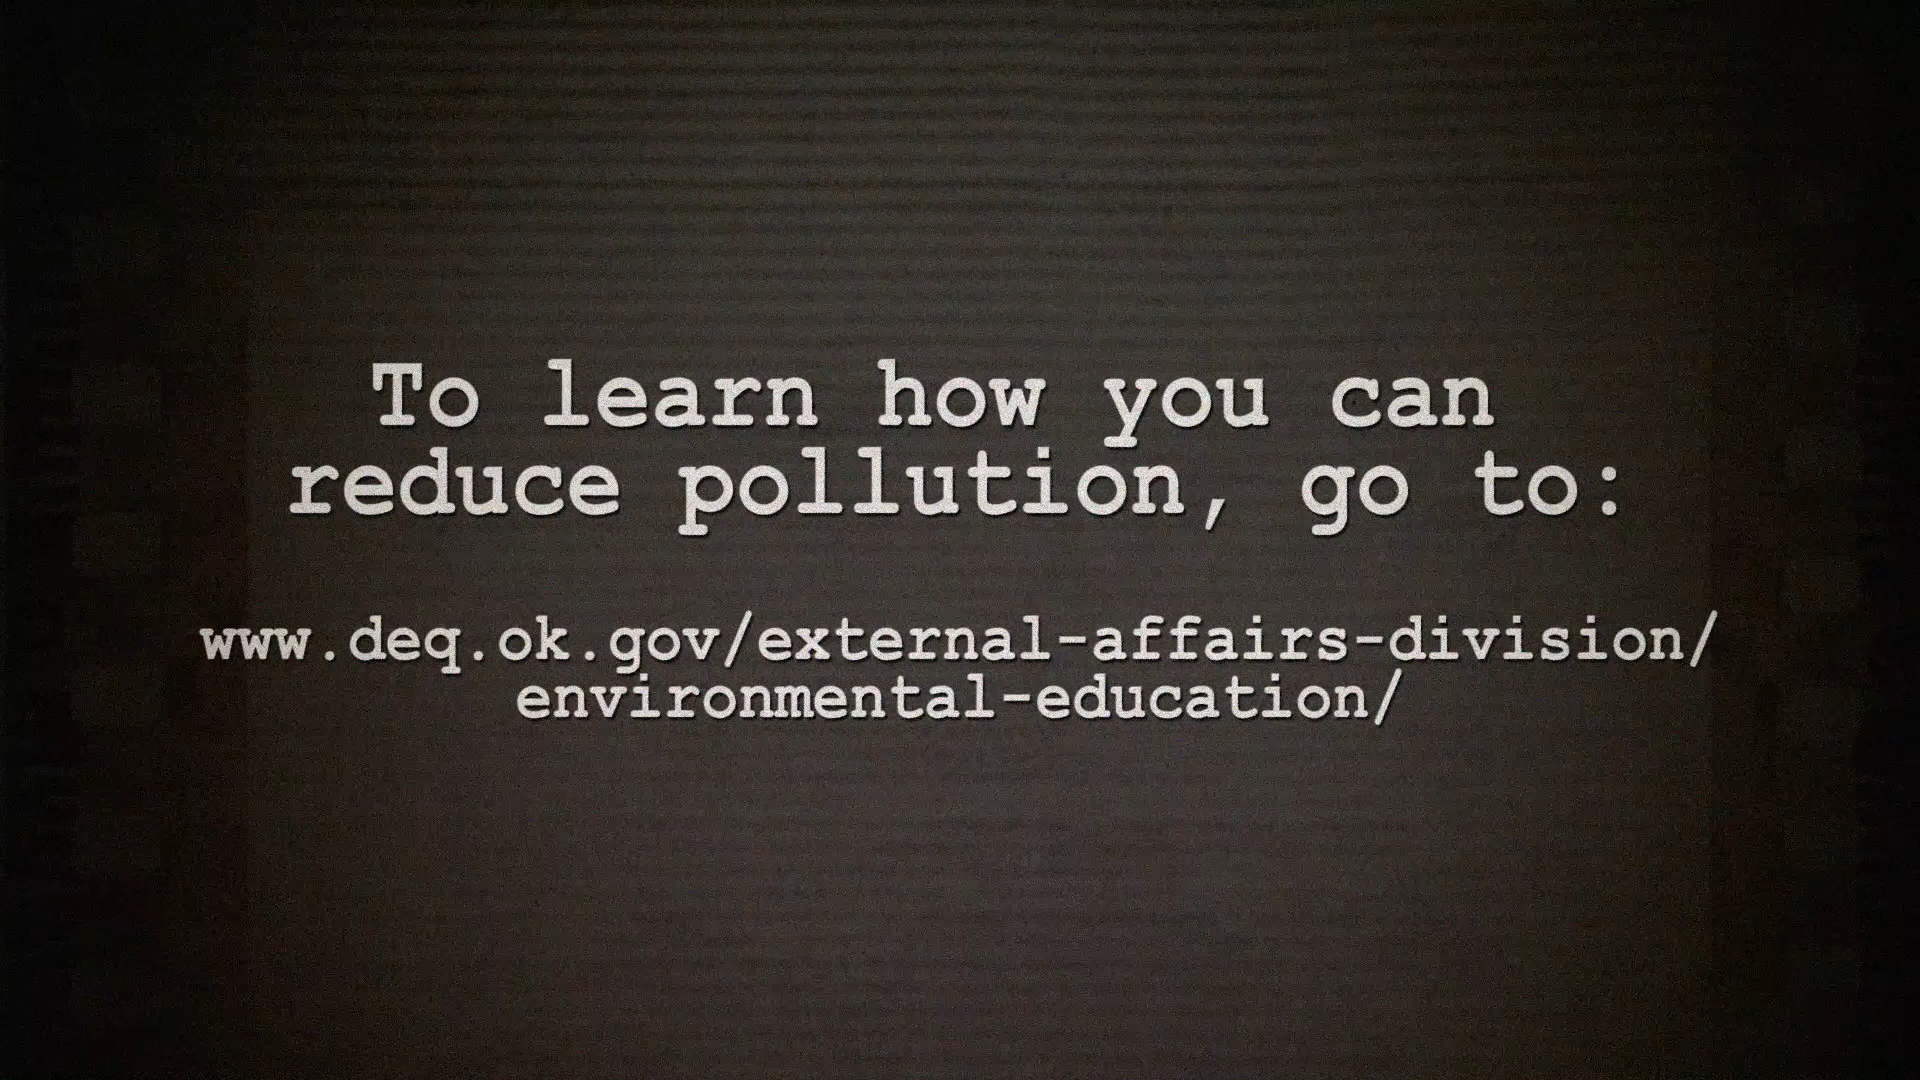 To learn how you can
reduce pollution, go to:
www.deq.ok.gov/external-affairs-division/
environmental-education/